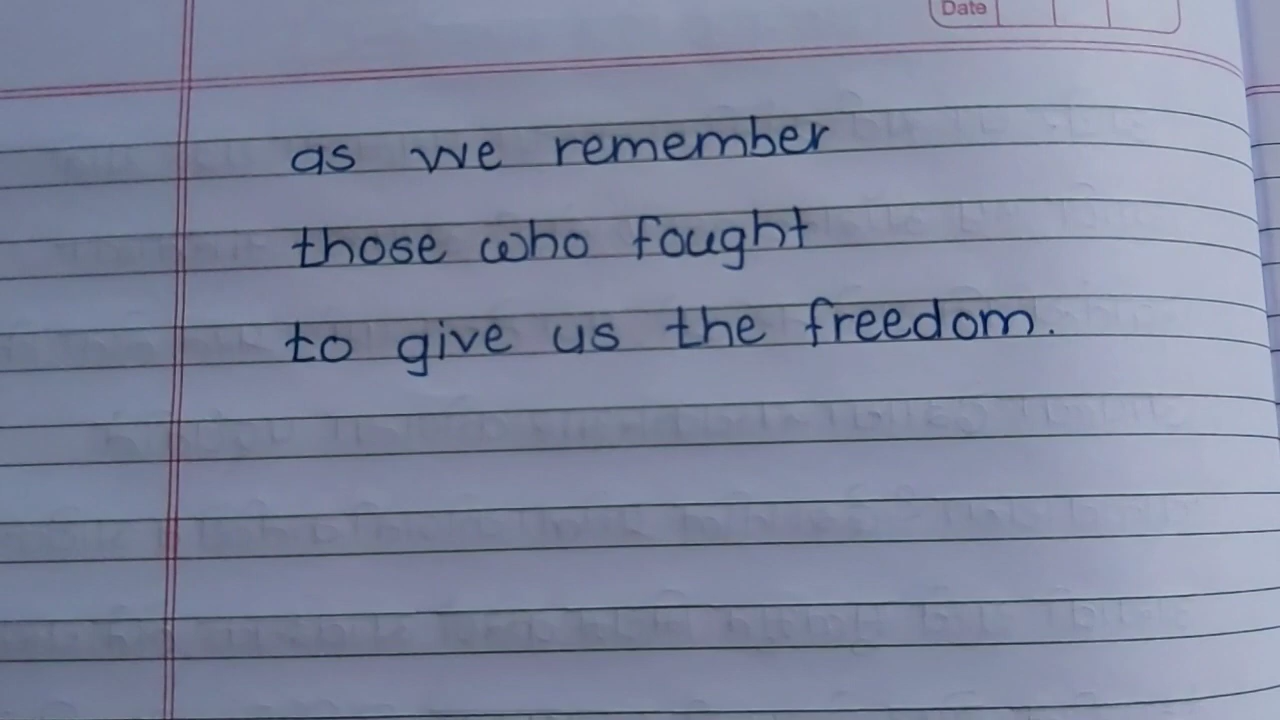 Date
as we remember
those who fought
to give us the freedom.